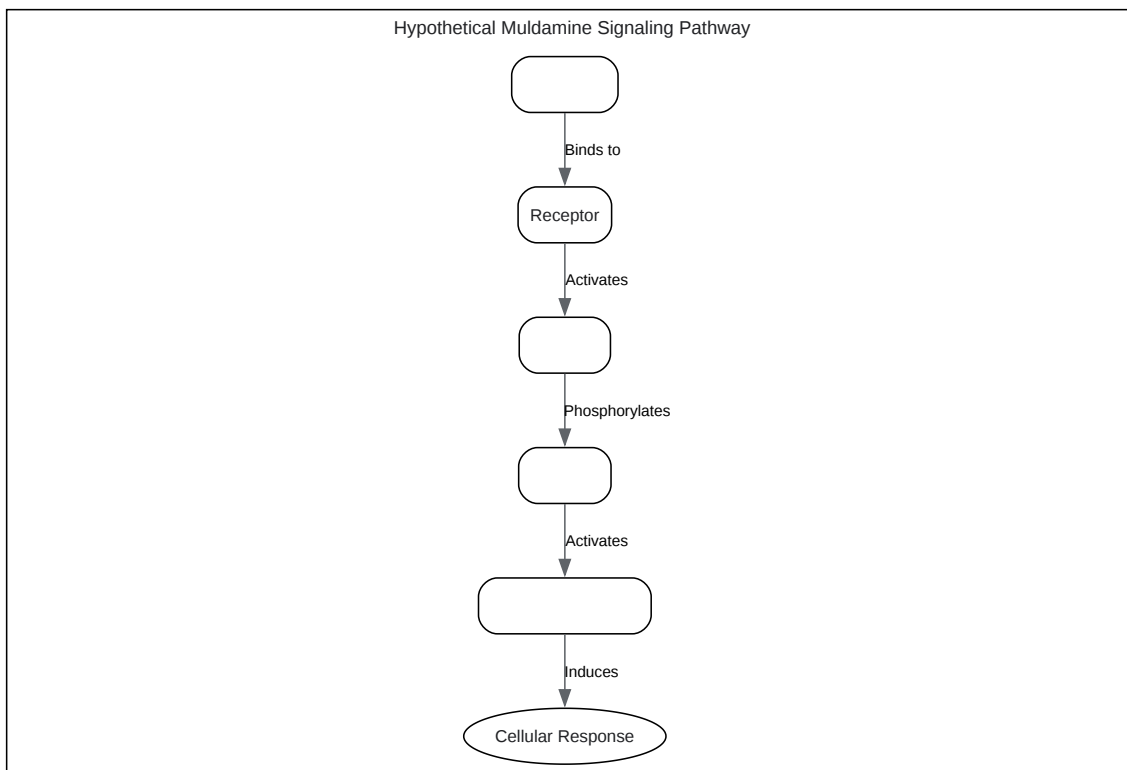 Hypothetical Muldamine Signaling Pathway
Binds to
Receptor
Activates
Phosphorylates
Activates
Induces
Cellular Response